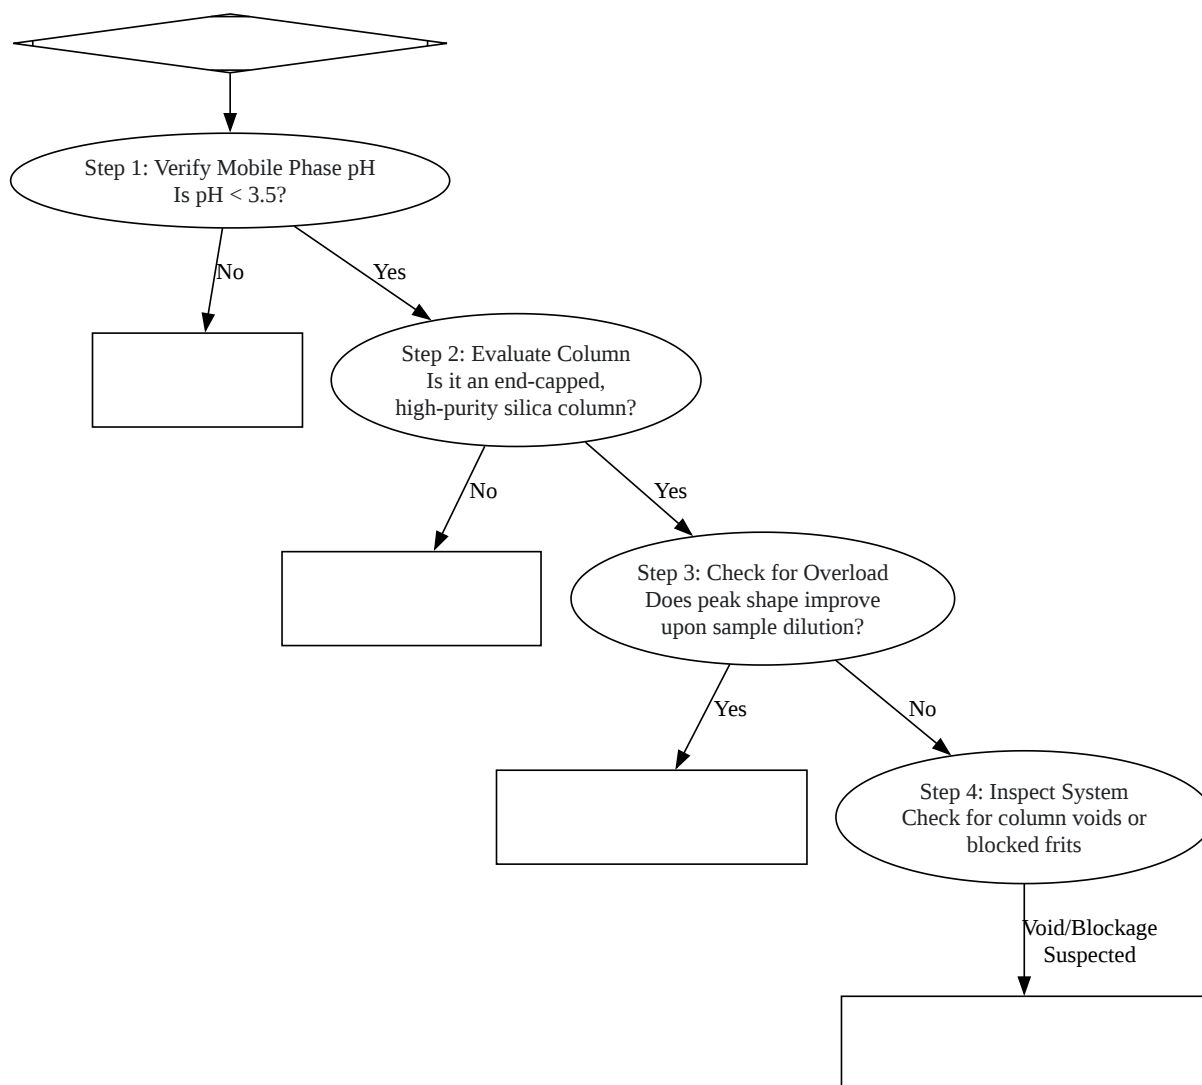 Step 1: Verify Mobile Phase pH
Is pH < 3.5?
No
Yes
Step 2: Evaluate Column
Is it an end-capped,
high-purity silica column?
No
Yes
Step 3: Check for Overload
Does peak shape improve
upon sample dilution?
Yes
No
Step 4: Inspect System
Check for column voids or
blocked frits
Void/Blockage
Suspected